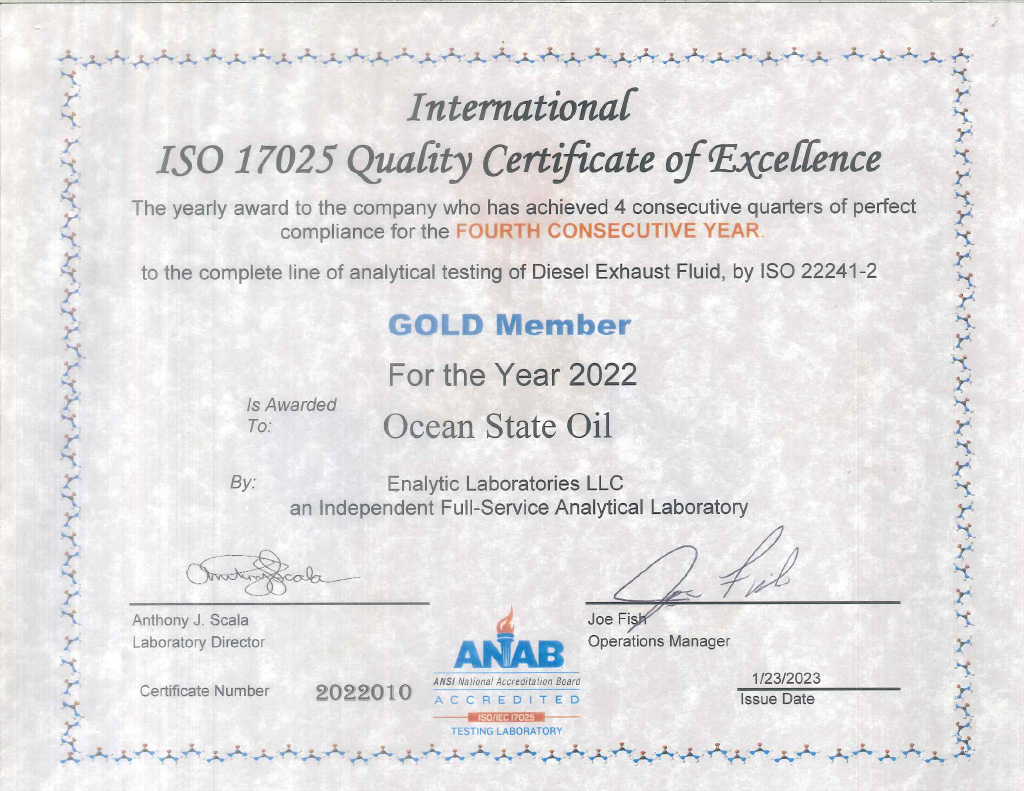 International
ISO 17025 Quality Certificate of Excellence
The yearly award to the company who has achieved 4 consecutive quarters of perfect
compliance for the FOURTH CONSECUTIVE YEAR.
to the complete line of analytical testing of Diesel Exhaust Fluid, by ISO 22241-2
GOLD Member
For the Year 2022
Is Awarded
To:
Ocean State Oil
By:
Enalytic Laboratories LLC
an Independent Full-Service Analytical Laboratory
Anthony J Scala
Joe Fish
Anthony J. Scala
Laboratory Director
Joe Fish
Operations Manager
Certificate Number 2022010
ANAB
ANSI National Accreditation Board
ACCREDITED
ISO/IEC 17025
TESTING LABORATORY
1/23/2023
Issue Date